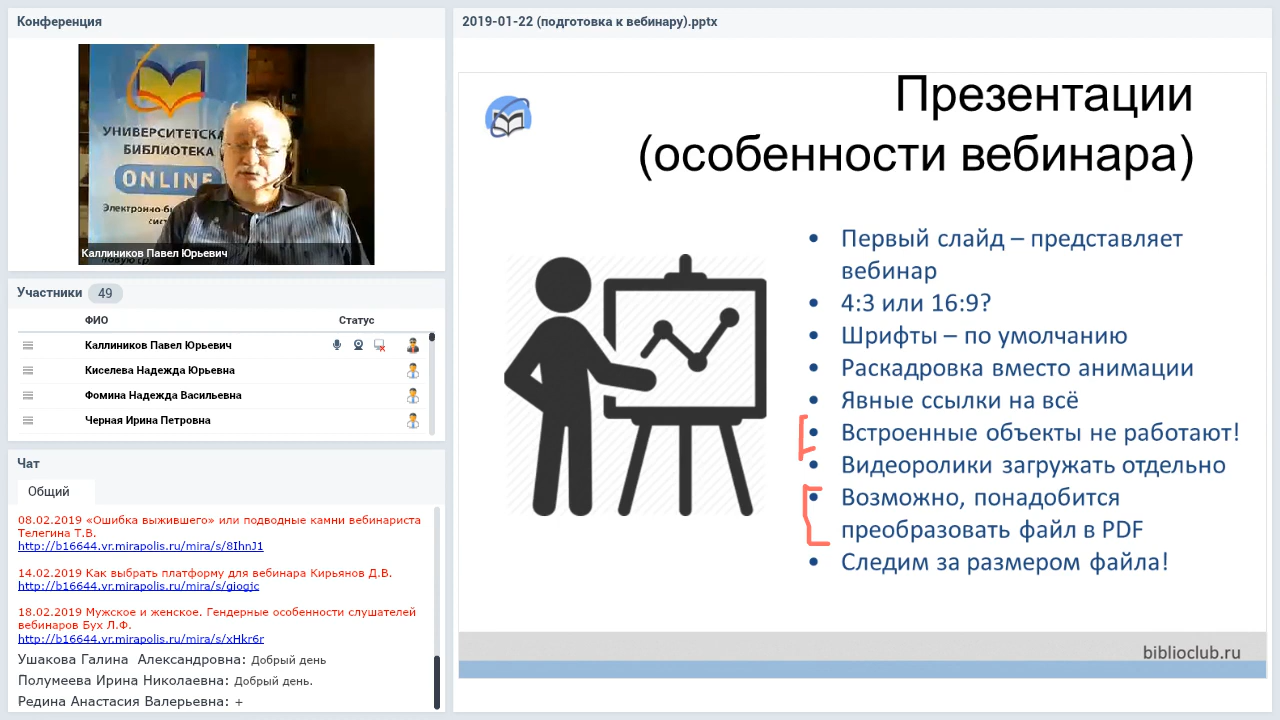 Конференция
УНИВЕРСИТЕТСКА
БИБЛИОТЕКА
ONLINE
Каллиников Павел Юрьевич
Участники 49
ФИО Статус
Каллиников Павел Юрьевич
Киселева Надежда Юрьевна
Фомина Надежда Васильевна
Черная Ирина Петровна
Чат
Общий
08.02.2019 «Ошибка выжившего» или подводные камни вебинариста
Телегина Т.В.
http://b16644.vr.mirapolis.ru/mira/s/8IhnJ1
14.02.2019 Как выбрать платформу для вебинара Кирьянов Д.В.
http://b16644.vr.mirapolis.ru/mira/s/giogjc
18.02.2019 Мужское и женское. Гендерные особенности слушателей
вебинаров Бух Л.Ф.
http://b16644.vr.mirapolis.ru/mira/s/xHkr6r
Ушакова Галина Александровна: Добрый день
Полумеева Ирина Николаевна: Добрый день.
Редина Анастасия Валерьевна: +
2019-01-22 (подготовка к вебинару).pptx
Презентации
(особенности вебинара)
• Первый слайд – представляет
вебинар
• 4:3 или 16:9?
• Шрифты – по умолчанию
• Раскадровка вместо анимации
• Явные ссылки на всё
• Встроенные объекты не работают!
• Видеоролики загружать отдельно
• Возможно, понадобится
преобразовать файл в PDF
• Следим за размером файла!
biblioclub.ru